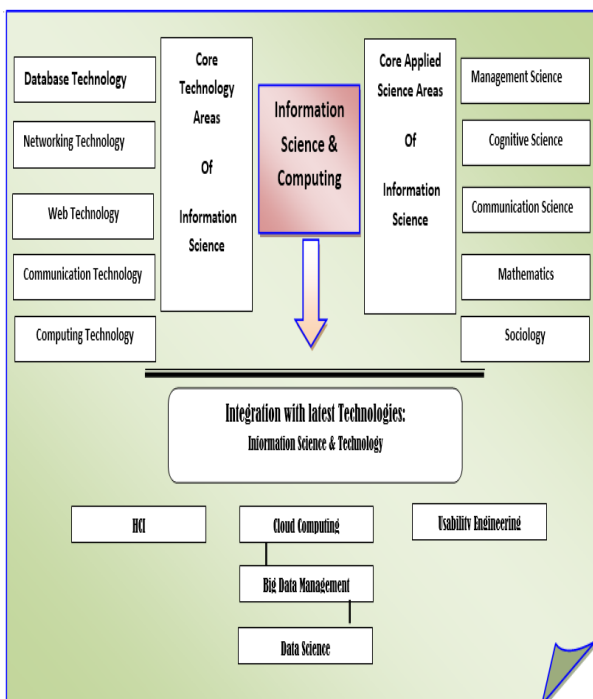 Database Technology
Networking Technology
Web Technology
Communication Technology
Computing Technology
Core
Technology
Areas
Of
Information
Science
Information
Science &
Computing
Core Applied
Science Areas
Of
Information
Science
Management Science
Cognitive Science
Communication Science
Mathematics
Sociology
Integration with latest Technologies:
Information Science & Technology
HCI
Cloud Computing
Usability Engineering
Big Data Management
Data Science